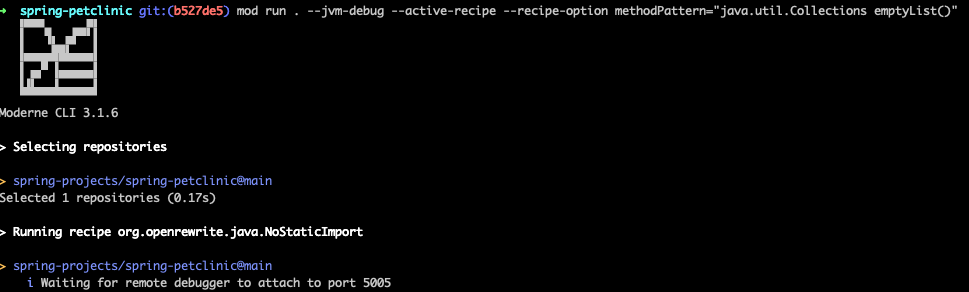 → spring-petclinic git:(b527de5) mod run . --jvm-debug --active-recipe --recipe-option methodPattern="java.util.Collections emptyList()"
Moderne CLI 3.1.6
> Selecting repositories
> spring-projects/spring-petclinic@main
Selected 1 repositories (0.17s)
> Running recipe org.openrewrite.java.NoStaticImport
> spring-projects/spring-petclinic@main
i Waiting for remote debugger to attach to port 5005